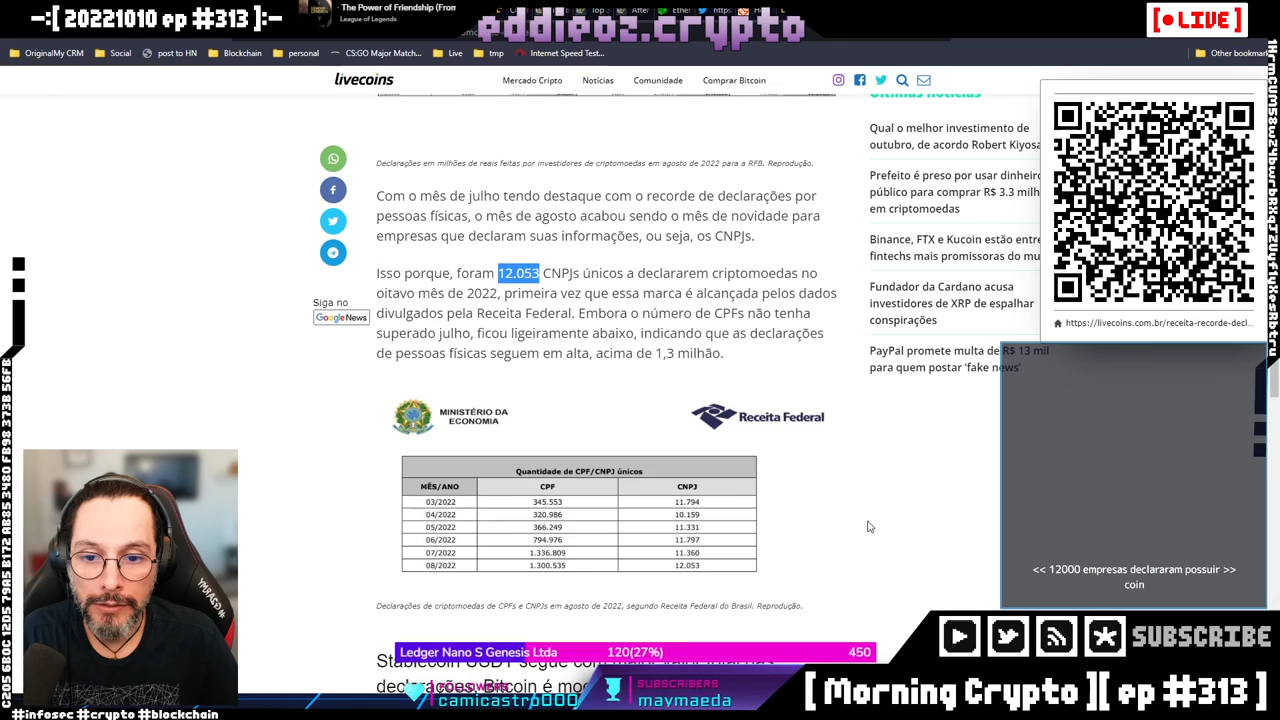 -:[ 20221010 ep #313 ]:-
- The Power of Friendship (From
League of Legends
eddieoz.crypto
[● LIVE]
OriginalMy CRM
Social
post to HN
Blockchain
personal
CS:GO Major Match...
Live
tmp
Internet Speed Test...
Other bookmar
livecoins
Mercado Cripto
Notícias
Comunidade
Comprar Bitcoin
Últimas notícias
Qual o melhor investimento de
outubro, de acordo Robert Kiyosa
Prefeito é preso por usar dinheiro
público para comprar R$ 3.3 milh
em criptomoedas
Binance, FTX e Kucoin estão entre
fintechs mais promissoras do mu
Fundador da Cardano acusa
investidores de XRP de espalhar
conspirações
PayPal promete multa de R$ 13 mil
para quem postar ‘fake news’
https://livecoins.com.br/receita-recorde-decl...
Declarações em milhões de reais feitas por investidores de criptomoedas em agosto de 2022 para a RFB. Reprodução.
Com o mês de julho tendo destaque com o recorde de declarações por
pessoas físicas, o mês de agosto acabou sendo o mês de novidade para
empresas que declaram suas informações, ou seja, os CNPJs.
Isso porque, foram 12.053 CNPJs únicos a declararem criptomoedas no
oitavo mês de 2022, primeira vez que essa marca é alcançada pelos dados
divulgados pela Receita Federal. Embora o número de CPFs não tenha
superado julho, ficou ligeiramente abaixo, indicando que as declarações
de pessoas físicas seguem em alta, acima de 1,3 milhão.
Siga no
Google News
MINISTÉRIO DA
ECONOMIA
Receita Federal
Quantidade de CPF/CNPJ únicos
MÊS/ANO CPF CNPJ
03/2022 345.553 11.794
04/2022 320.986 10.159
05/2022 366.249 11.331
06/2022 794.976 11.797
07/2022 1.336.809 11.360
08/2022 1.300.535 12.053
Declarações de criptomoedas de CPFs e CNPJs em agosto de 2022, segundo Receita Federal do Brasil. Reprodução.
<< 12000 empresas declararam possuir >>
coin
Ledger Nano S Genesis Ltda 120(27%) 450
FOLLOWERS
camicastro000
SUBSCRIBERS
maymaeda
SUBSCRIBE
[ Morning Crypto ][ ep #313 ]
#infosec #crypto #blockchain